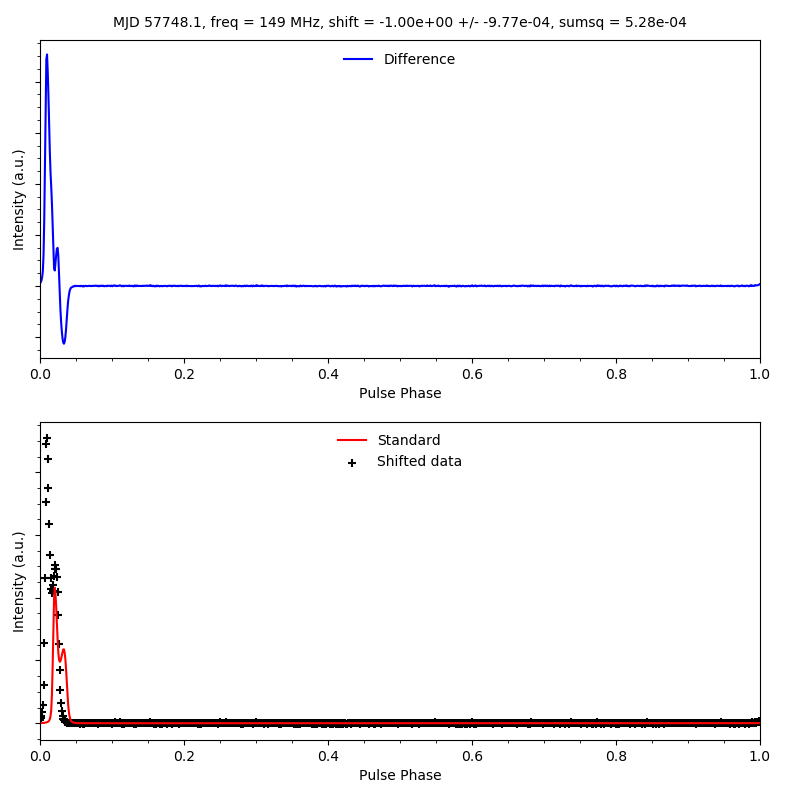 MJD 57748.1, freq = 149 MHz, shift = -1.00e+00 +/- -9.77e-04, sumsq = 5.28e-04
Difference
Intensity (a.u.)
0.0 0.2 0.4 0.6 0.8 1.0
Pulse Phase
Standard
Shifted data
Intensity (a.u.)
0.0 0.2 0.4 0.6 0.8 1.0
Pulse Phase